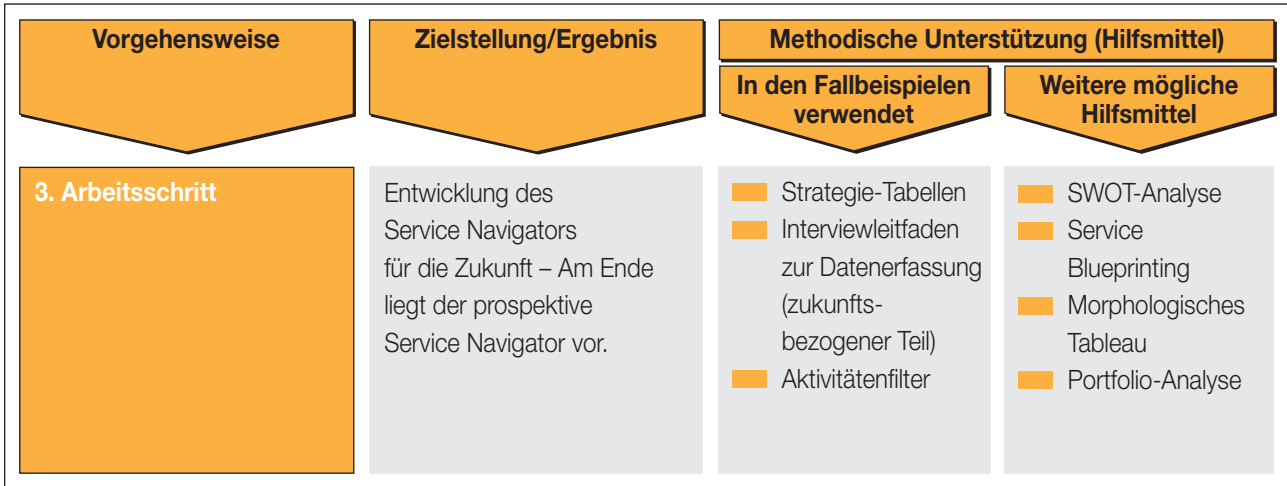 Vorgehensweise
Zielstellung/Ergebnis
Methodische Unterstützung (Hilfsmittel)
In den Fallbeispielen
verwendet
Weitere mögliche
Hilfsmittel
3. Arbeitsschritt
Entwicklung des
Service Navigators
für die Zukunft – Am Ende
liegt der prospektive
Service Navigator vor.
Strategie-Tabellen
Interviewleitfaden
zur Datenerfassung
(zukunfts-
bezogener Teil)
Aktivitätenfilter
SWOT-Analyse
Service
Blueprinting
Morphologisches
Tableau
Portfolio-Analyse